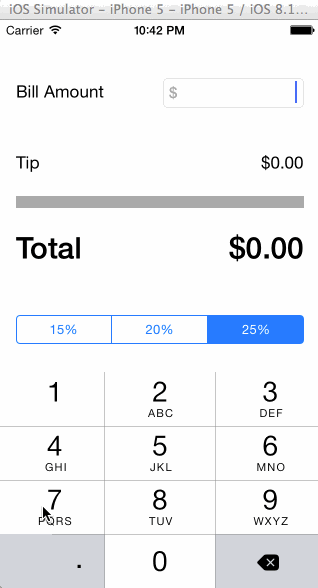 iOS Simulator – iPhone 5 – iPhone 5 / iOS 8.1...
Carrier 10:42 PM
Bill Amount $
Tip $0.00
Total $0.00
15% 20% 25%
1 2 3
ABC DEF
4 5 6
GHI JKL MNO
7 8 9
PQRS TUV WXYZ
. 0